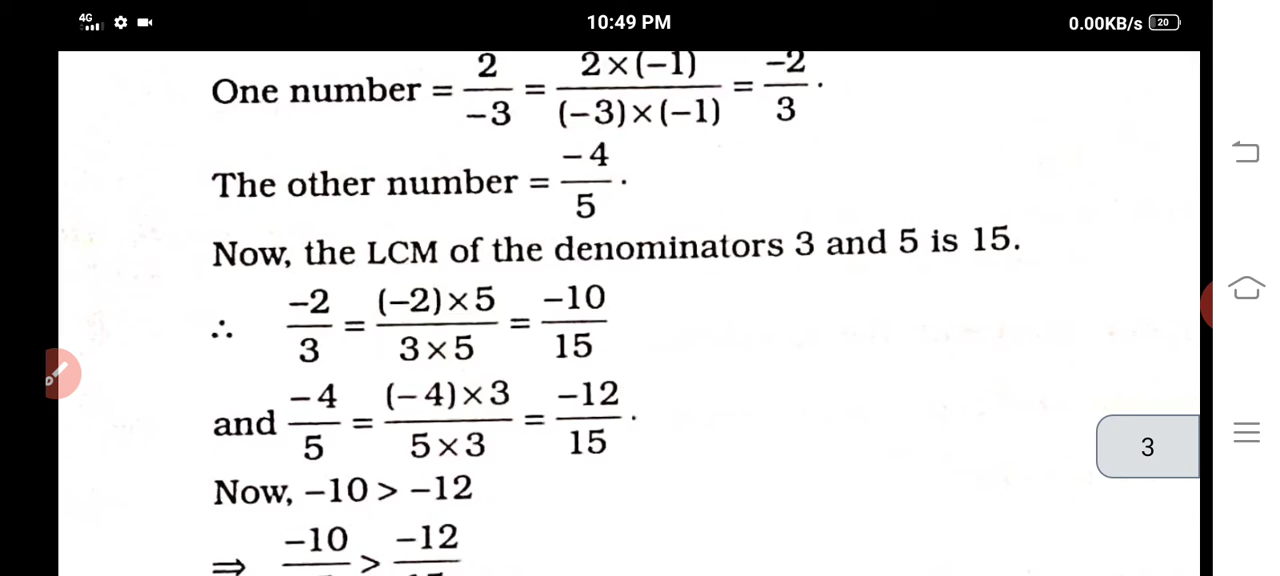 4G 10:49 PM 0.00KB/s 20
One number = 2/-3 = 2×(−1)/(−3)×(−1) = −2/3 .
The other number = −4/5 .
Now, the LCM of the denominators 3 and 5 is 15.
∴ −2/3 = (−2)×5/3×5 = −10/15
and −4/5 = (−4)×3/5×3 = −12/15 .
3
Now, −10 > −12
⇒ −10 > −12